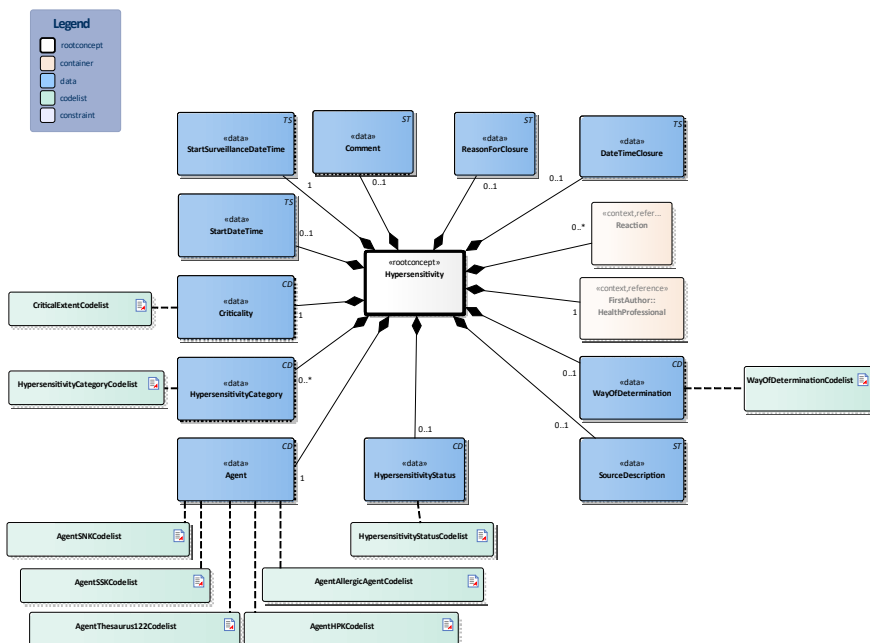 Legend
rootconcept
container
data
codelist
constraint
TS
«data»
StartSurveillanceDateTime
1
ST
«data»
Comment
0..1
ST
«data»
ReasonForClosure
0..1
TS
«data»
DateTimeClosure
0..1
TS
«data»
StartDateTime
0..1
«context,refer...
Reaction
0..*
«rootconcept»
Hypersensitivity
CriticalExtentCodelist
CD
«data»
Criticality
1
«context,reference»
FirstAuthor::
HealthProfessional
1
HypersensitivityCategoryCodelist
CD
«data»
HypersensitivityCategory
0..*
CD
«data»
WayOfDetermination
0..1
WayOfDeterminationCodelist
CD
«data»
Agent
1
0..1
CD
«data»
HypersensitivityStatus
0..1
ST
«data»
SourceDescription
AgentSNKCodelist
HypersensitivityStatusCodelist
AgentSSKCodelist
AgentAllergicAgentCodelist
AgentThesaurus122Codelist
AgentHPKCodelist